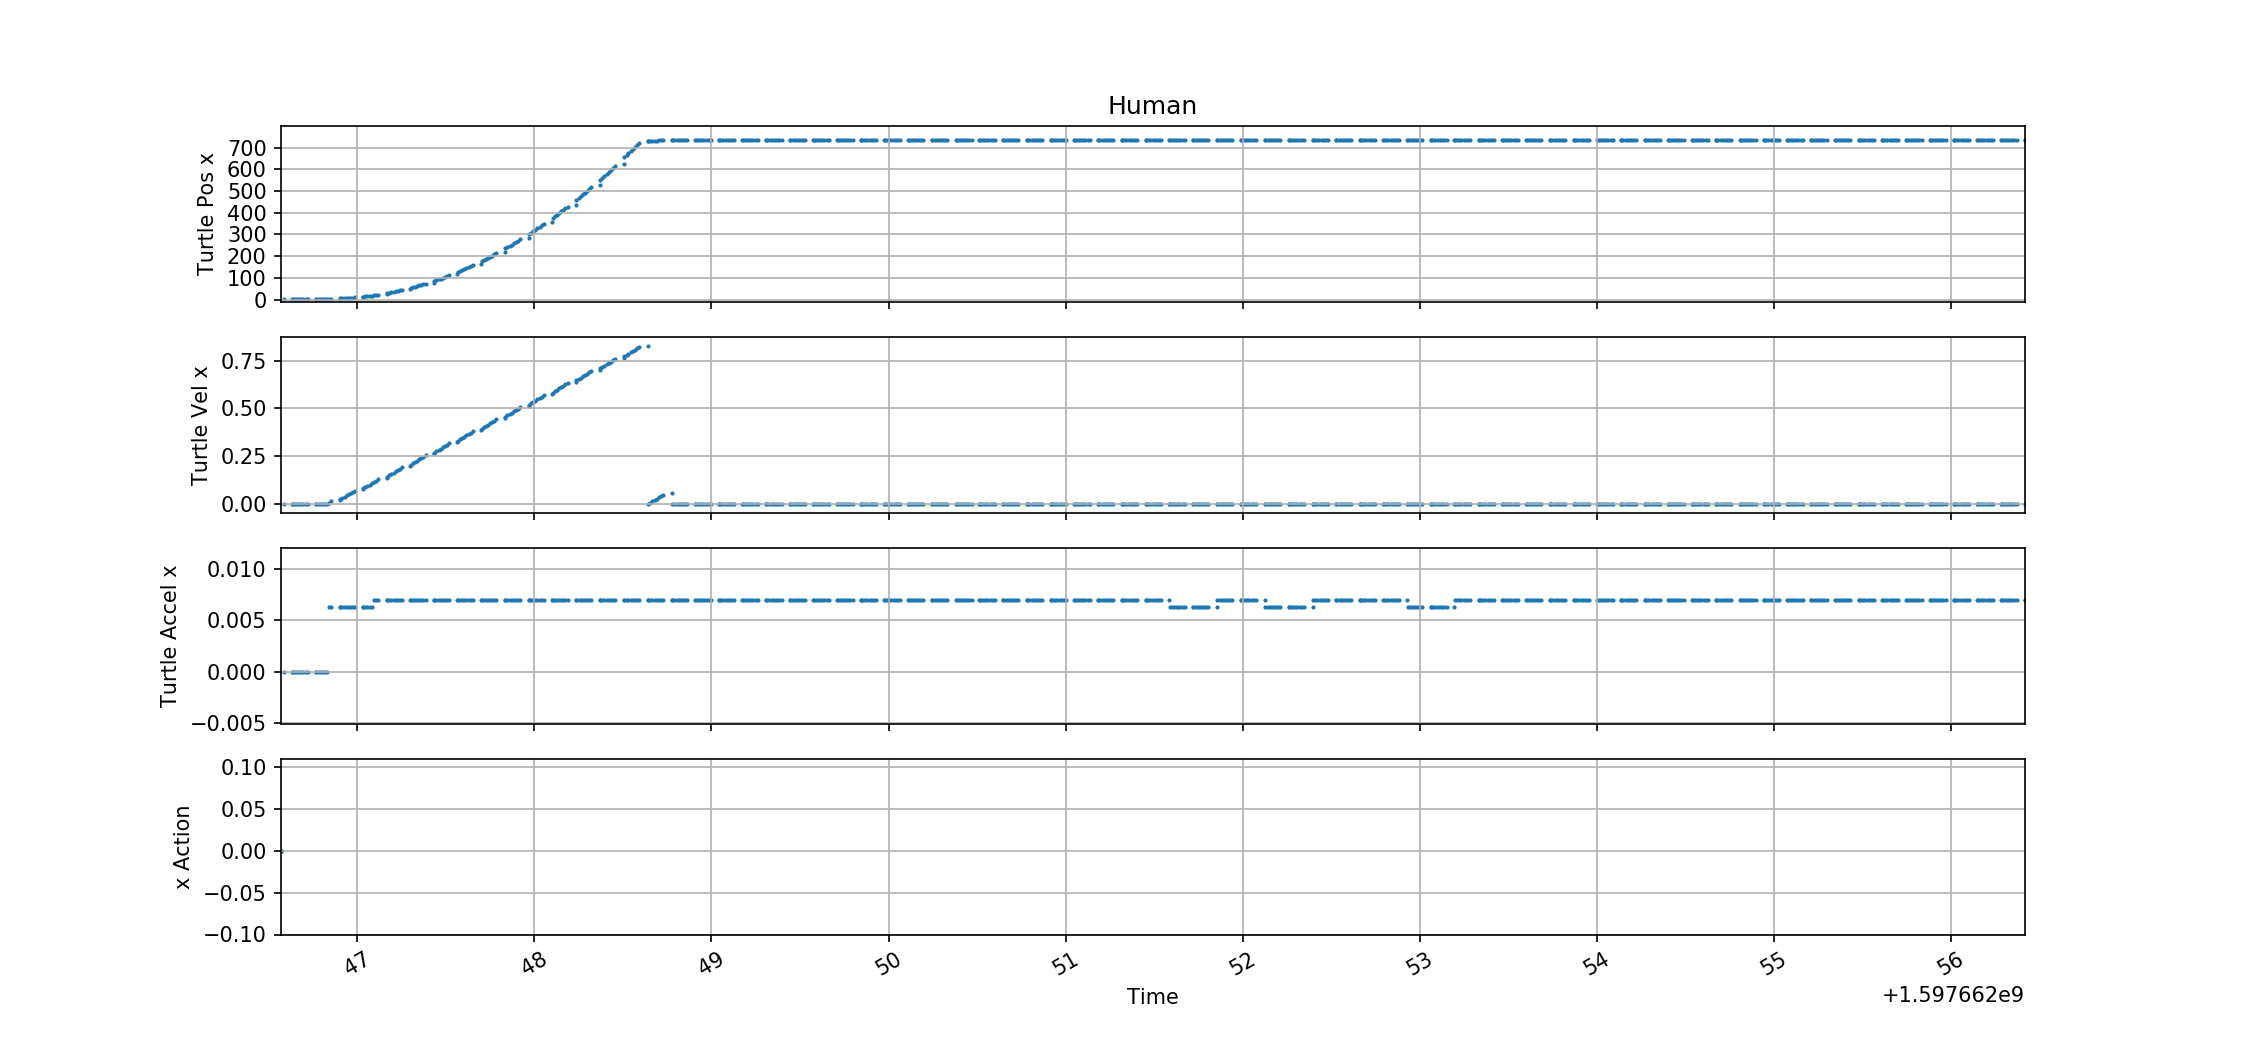 Human
Turtle Pos x
700
600
500
400
300
200
100
0
Turtle Vel x
0.75
0.50
0.25
0.00
Turtle Accel x
0.010
0.005
0.000
−0.005
x Action
0.10
0.05
0.00
−0.05
−0.10
47 48 49 50 51 52 53 54 55 56
Time
+1.597662e9